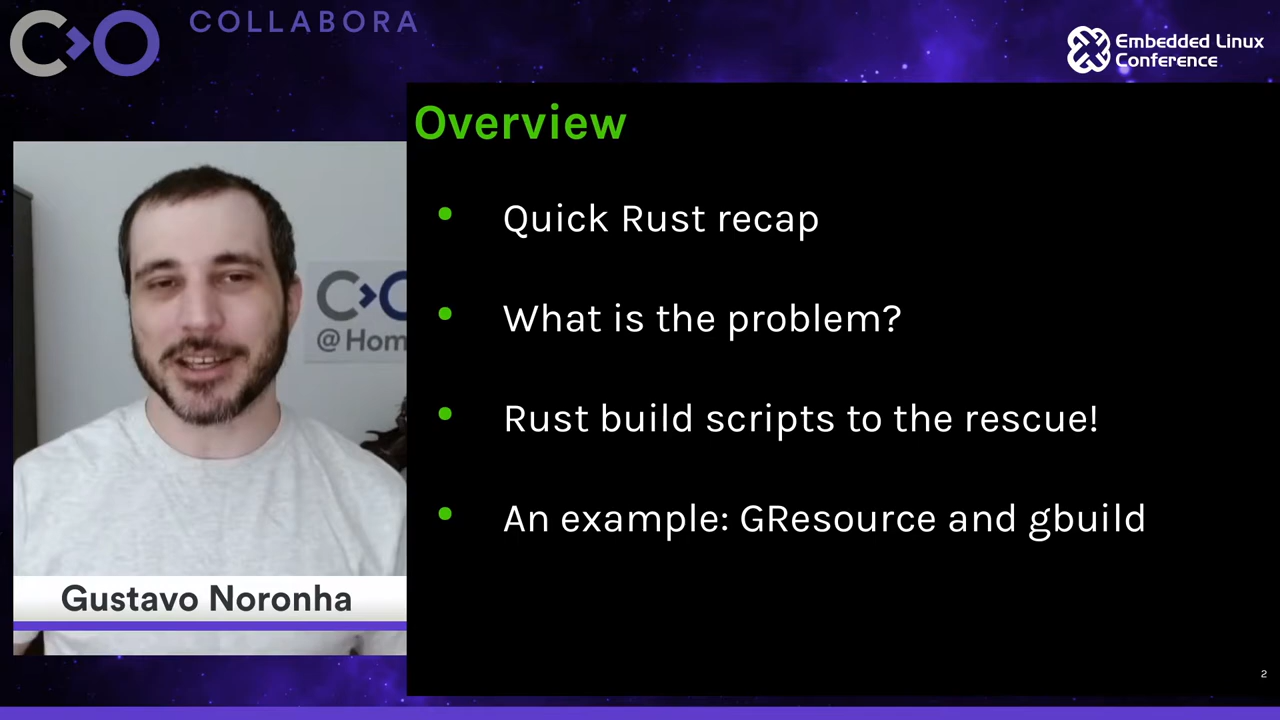 COLLABORA
Embedded Linux
Conference
Overview
• Quick Rust recap
• What is the problem?
• Rust build scripts to the rescue!
• An example: GResource and gbuild
@Hom
Gustavo Noronha
2